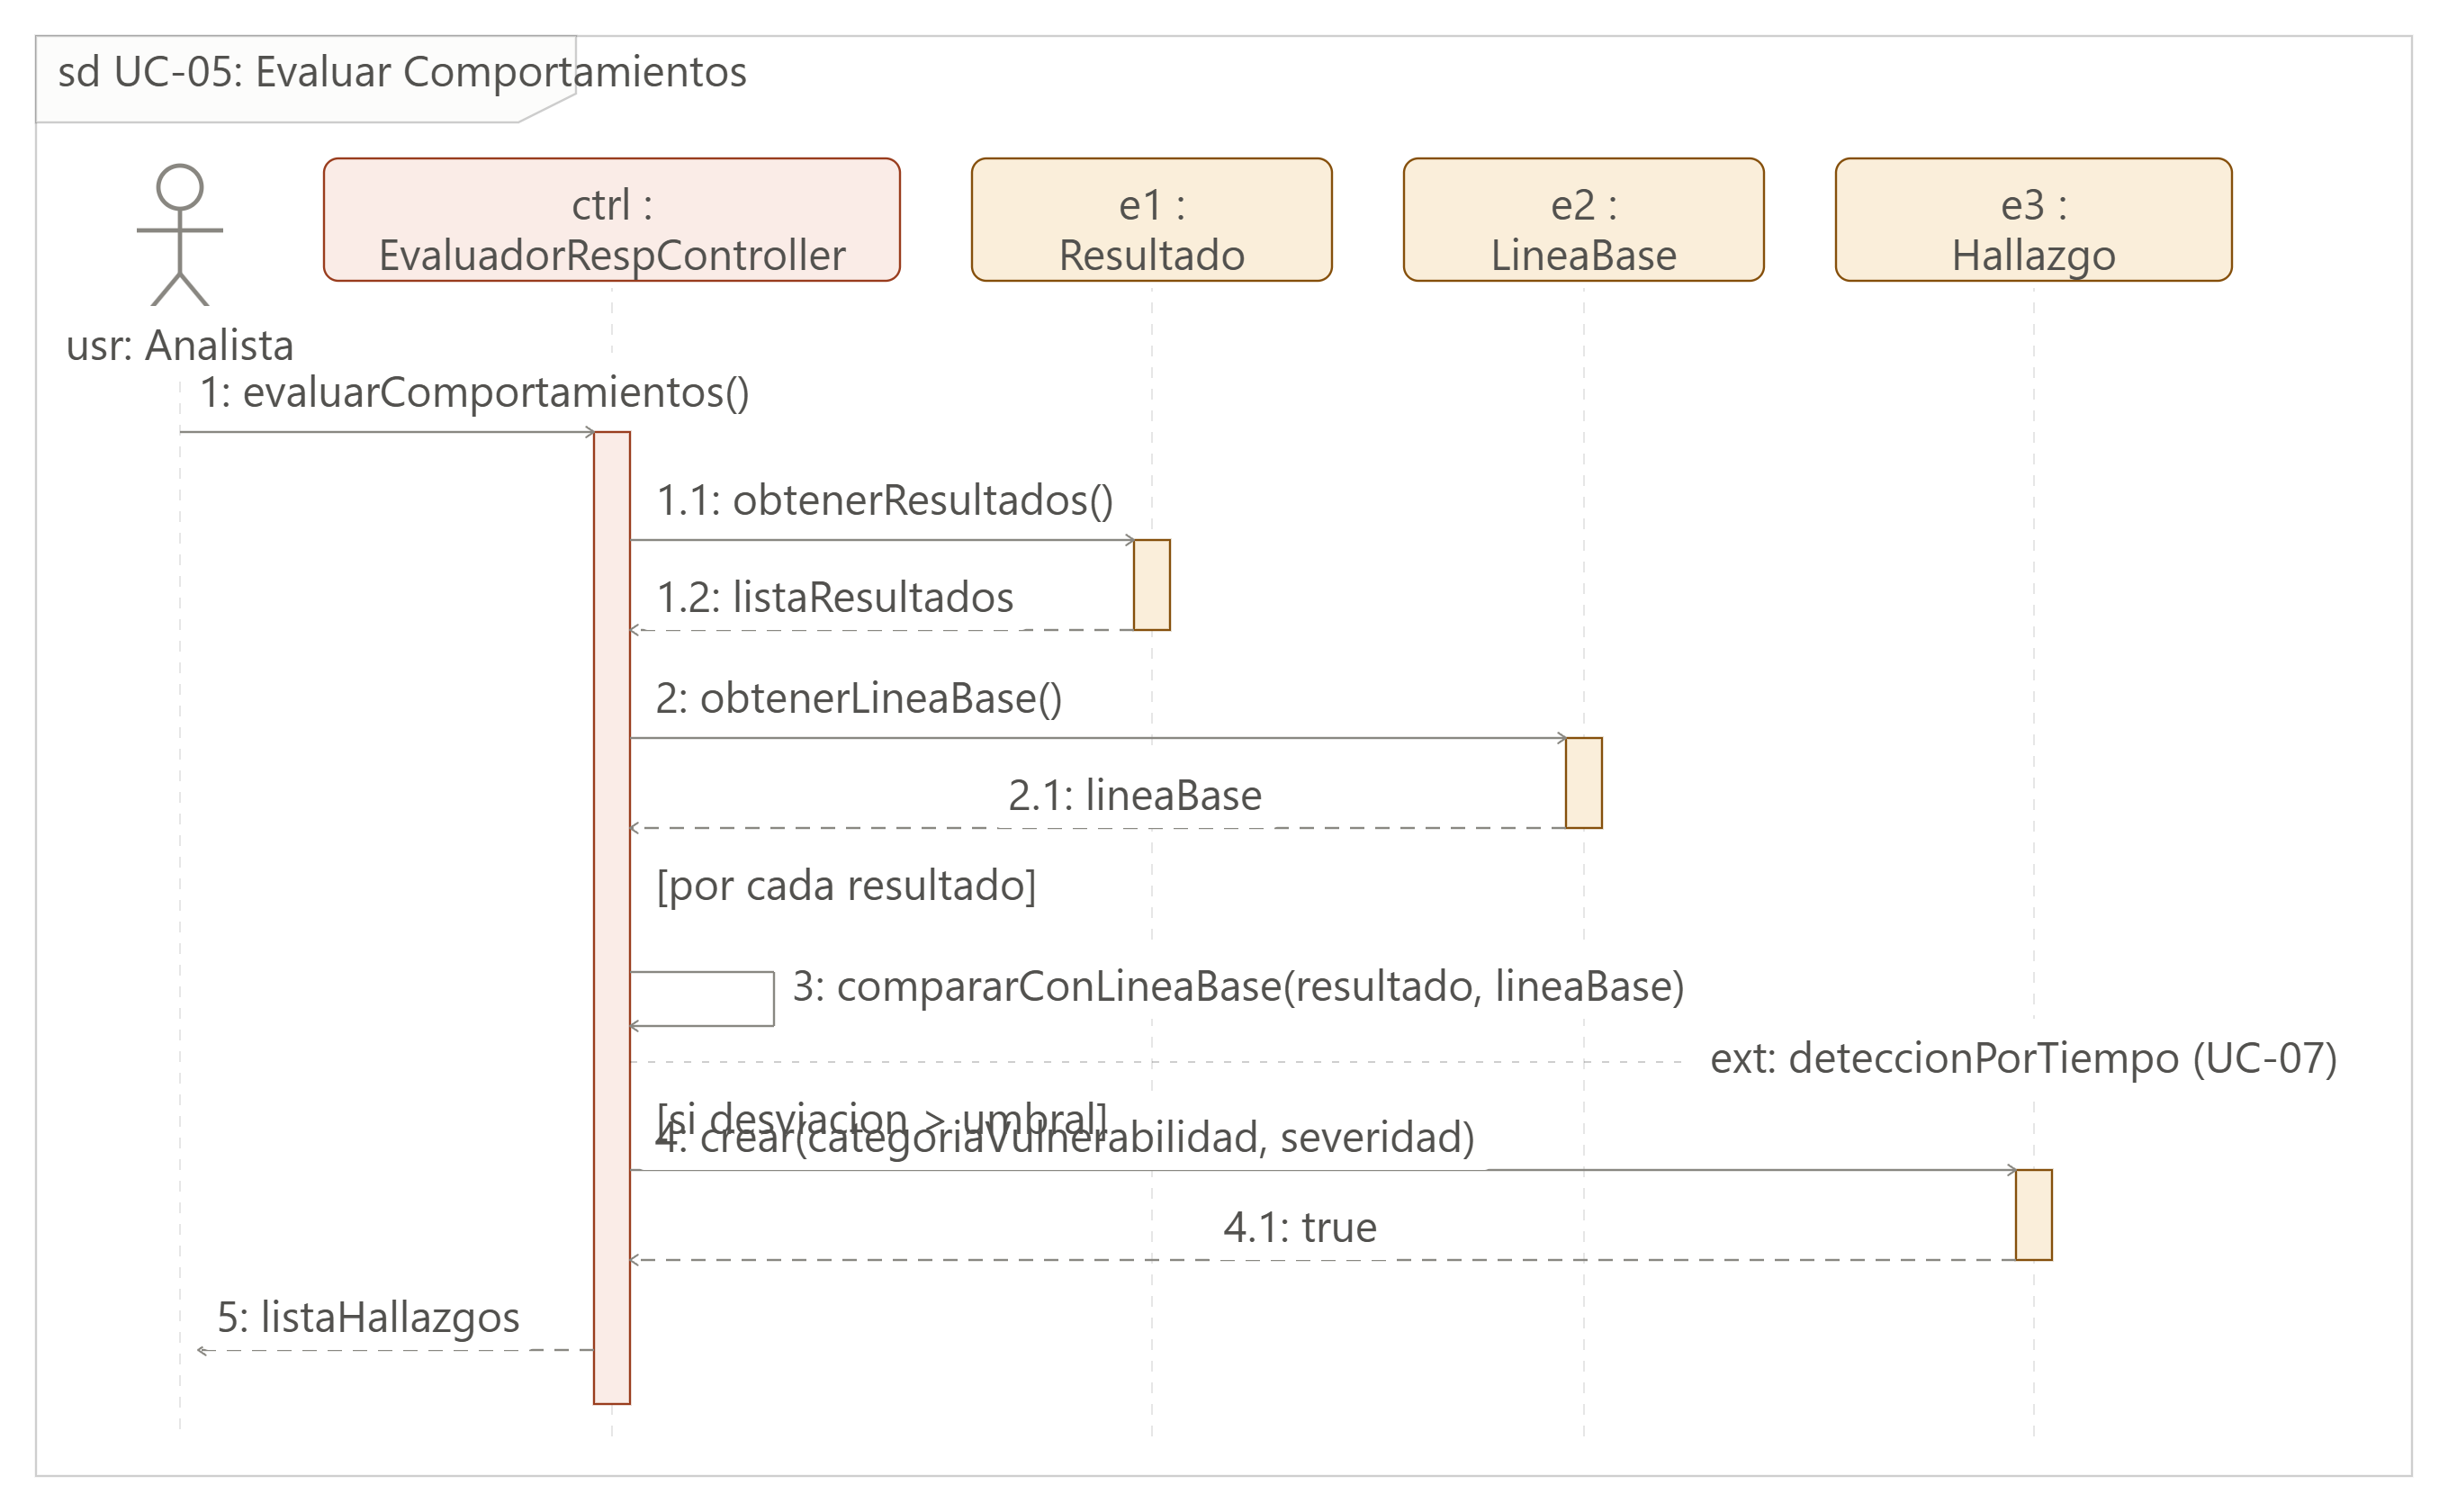 sd UC-05: Evaluar Comportamientos
ctrl :
EvaluadorRespController
e1 :
Resultado
e2 :
LineaBase
e3 :
Hallazgo
usr: Analista
1: evaluarComportamientos()
1.1: obtenerResultados()
1.2: listaResultados
2: obtenerLineaBase()
2.1: lineaBase
[por cada resultado]
3: compararConLineaBase(resultado, lineaBase)
ext: deteccionPorTiempo (UC-07)
[si desviacion > umbral]
4: crear(categoriaVulnerabilidad, severidad)
4.1: true
5: listaHallazgos